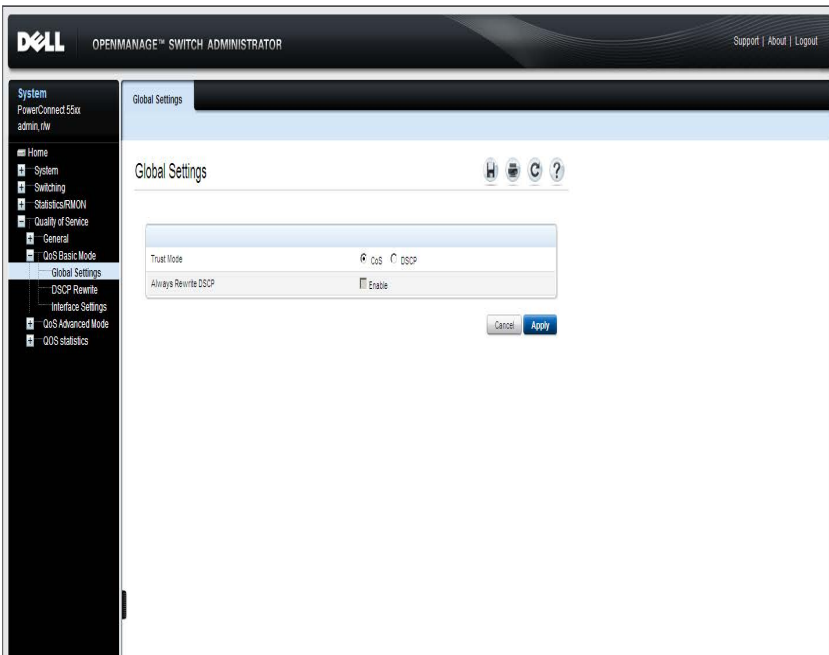 DELL OPENMANAGE™ SWITCH ADMINISTRATOR
Support | About | Logout
System
PowerConnect 55xx
admin, r/w
Home
System
Switching
Statistics/RMON
Quality of Service
General
QoS Basic Mode
Global Settings
DSCP Rewrite
Interface Settings
QoS Advanced Mode
QOS statistics
Global Settings
Global Settings
Trust Mode CoS DSCP
Always Rewrite DSCP Enable
Cancel Apply